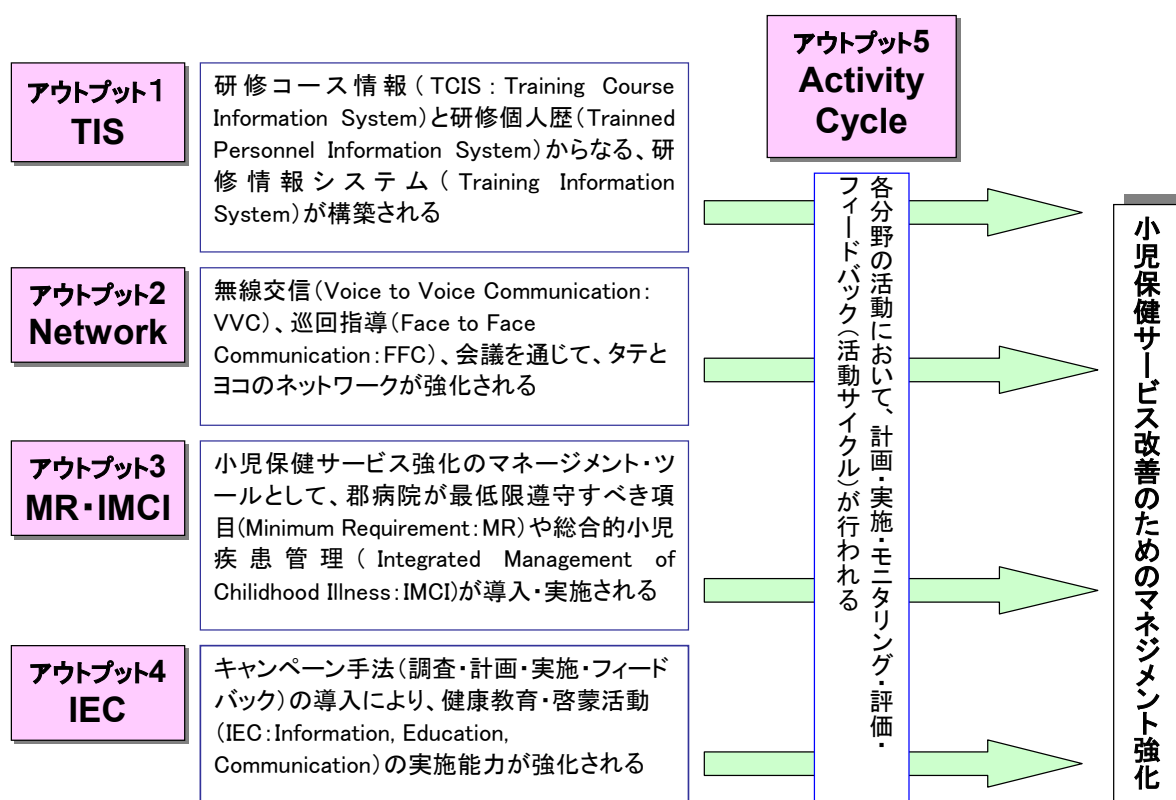 アウトプット1
TIS
研修コース情報（TCIS：Training Course
Information System）と研修個人歴（Trainned
Personnel Information System）からなる、研
修情報システム（Training Information
System）が構築される
アウトプット2
Network
無線交信（Voice to Voice Communication：
VVC）、巡回指導（Face to Face
Communication：FFC）、会議を通じて、タテと
ヨコのネットワークが強化される
アウトプット3
MR・IMCI
小児保健サービス強化のマネージメント・ツ
ールとして、郡病院が最低限遵守すべき項
目(Minimum Requirement：MR）や総合的小児
疾患管理（Integrated Management of
Chilidhood Illness：IMCI)が導入・実施される
アウトプット4
IEC
キャンペーン手法（調査・計画・実施・フィード
バック）の導入により、健康教育・啓蒙活動
（IEC：Information, Education,
Communication）の実施能力が強化される
アウトプット5
Activity
Cycle
各分野の活動において、計画・実施・モニタリング・評価・
フィードバック（活動サイクル）が行われる
小児保健サービス改善のためのマネジメント強化